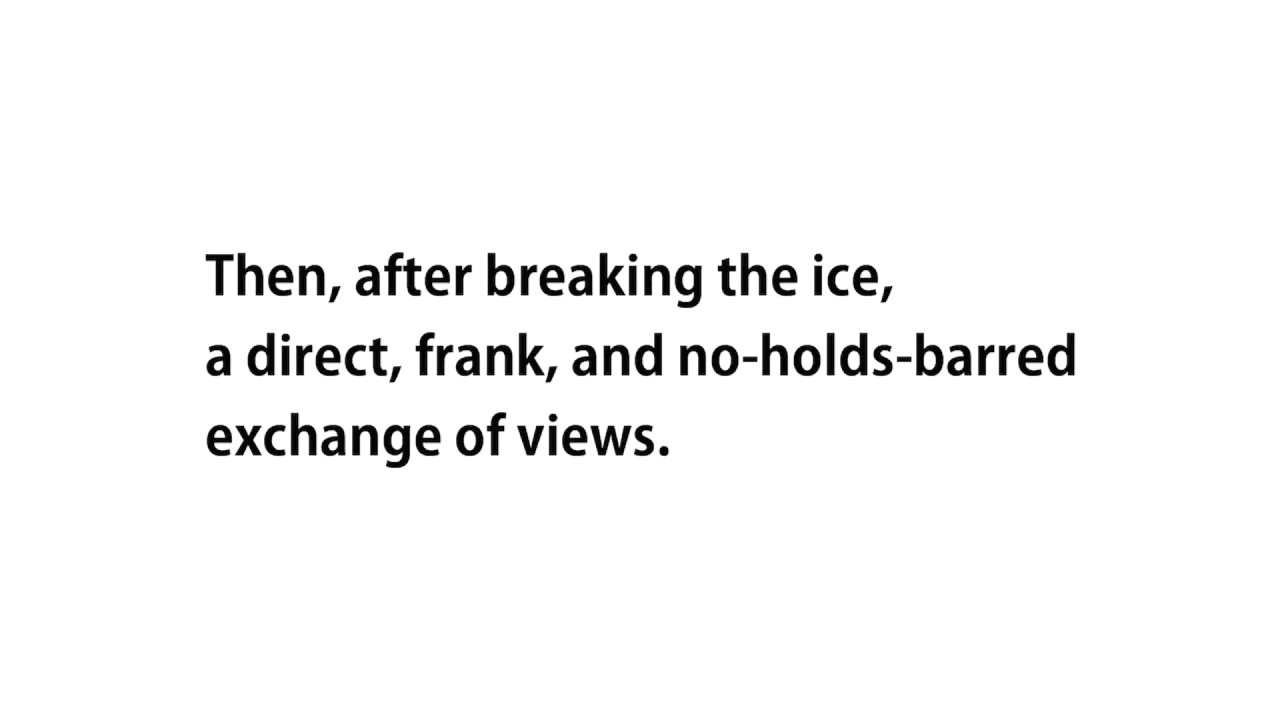 Then, after breaking the ice,
a direct, frank, and no-holds-barred
exchange of views.